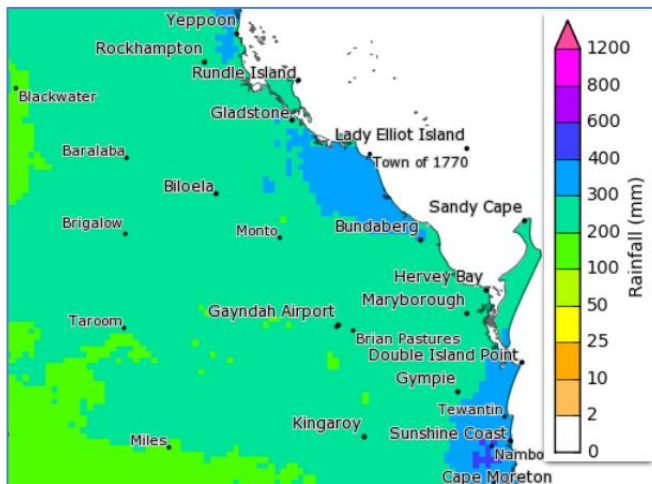 Yeppoon
Rockhampton
Rundle Island
Blackwater
Gladstone
Lady Elliot Island
Baralaba
Town of 1770
Biloela
Sandy Cape
Brigalow
Monto
Bundaberg
Hervey Bay
Maryborough
Gayndah Airport
Taroom
Brian Pastures
Double Island Point
Gympie
Tewantin
Kingaroy
Sunshine Coast
Miles
Nambo
Cape Moreton
1200
800
600
400
300
200
100
50
25
10
2
0
Rainfall (mm)